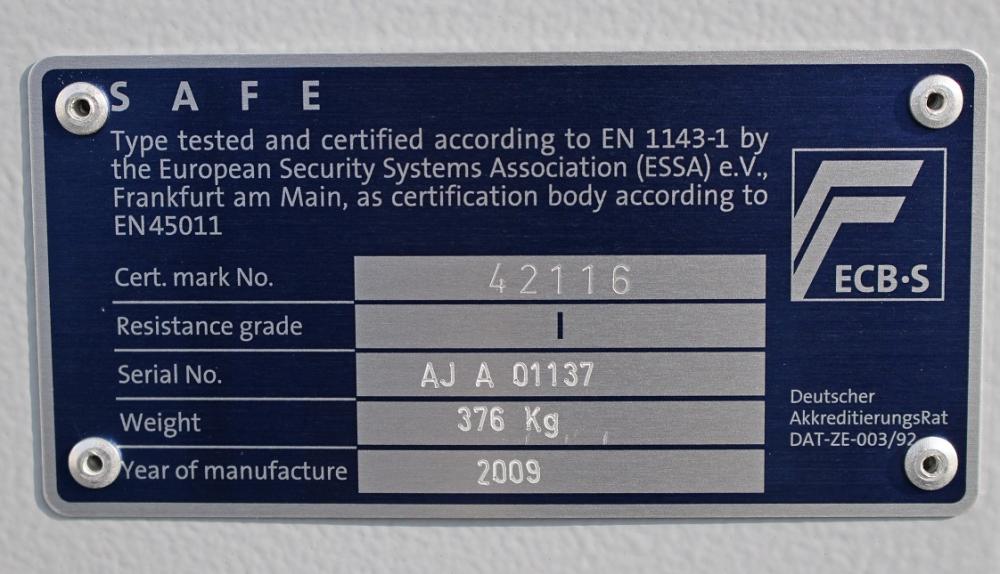 SAFE
Type tested and certified according to EN 1143-1 by
the European Security Systems Association (ESSA) e.V.,
Frankfurt am Main, as certification body according to
EN45011
ECB·S
Cert. mark No. 42116
Resistance grade I
Serial No. AJ A 01137
Weight 376 Kg
Year of manufacture 2009
Deutscher
AkkreditierungsRat
DAT-ZE-003/92